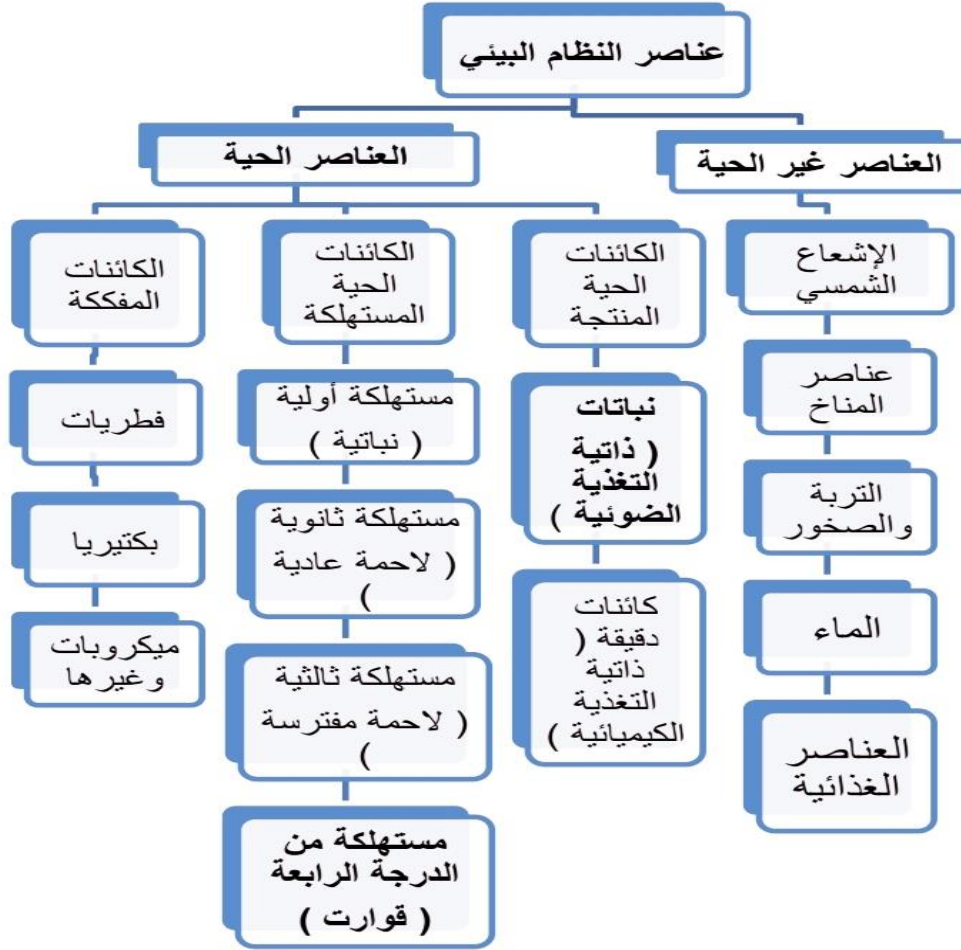 عناصر النظام البيئي
العناصر غير الحية
العناصر الحية
الإشعاع
الشمسي
عناصر
المناخ
التربة
والصخور
الماء
العناصر
الغذائية
الكائنات
الحية
المنتجة
نباتات
( ذاتية
التغذية
الضوئية )
كائنات
دقيقة (
ذاتية
التغذية
الكيميائية )
الكائنات
الحية
المستهلكة
مستهلكة أولية
( نباتية )
مستهلكة ثانوية
( لاحمة عادية
)
مستهلكة ثالثية
( لاحمة مفترسة
)
مستهلكة من
الدرجة الرابعة
( قوارت )
الكائنات
المفككة
فطريات
بكتيريا
ميكروبات
وغيرها